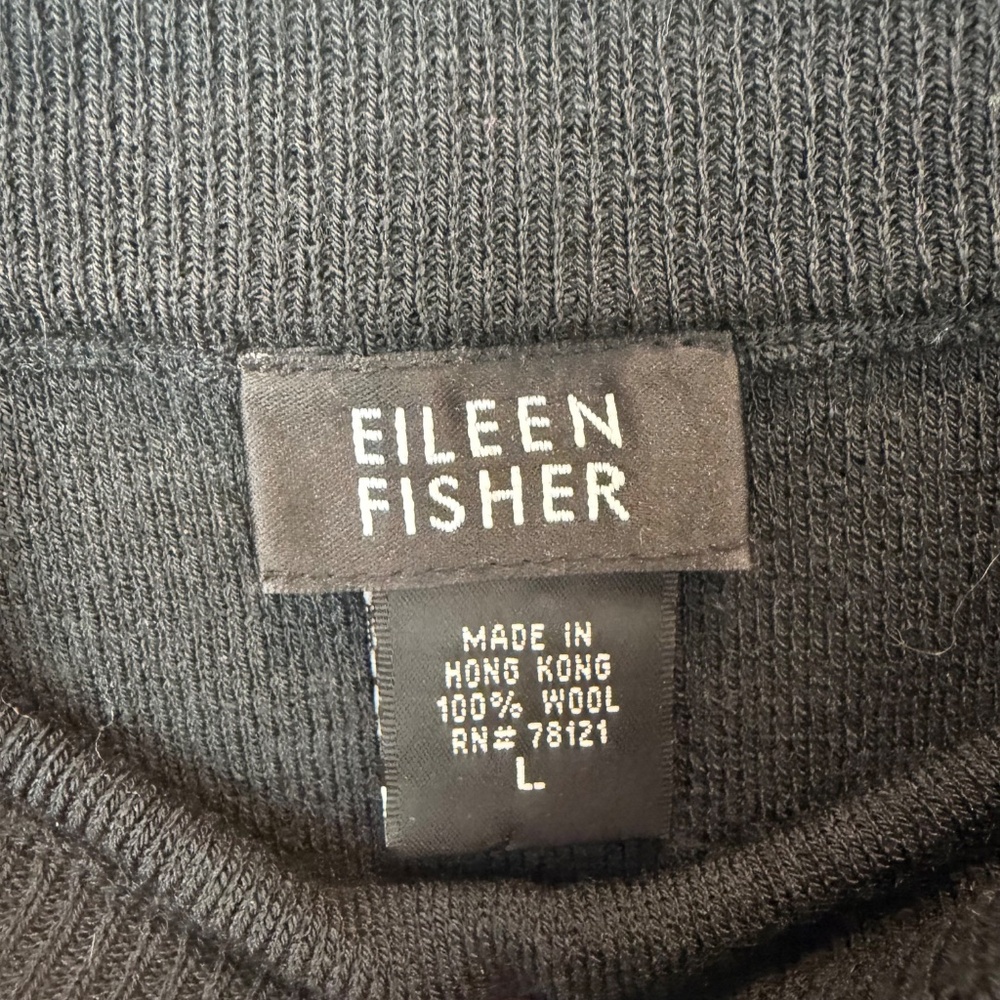 EILEEN
FISHER
MADE IN
HONG KONG
100% WOOL
RN# 78121
L